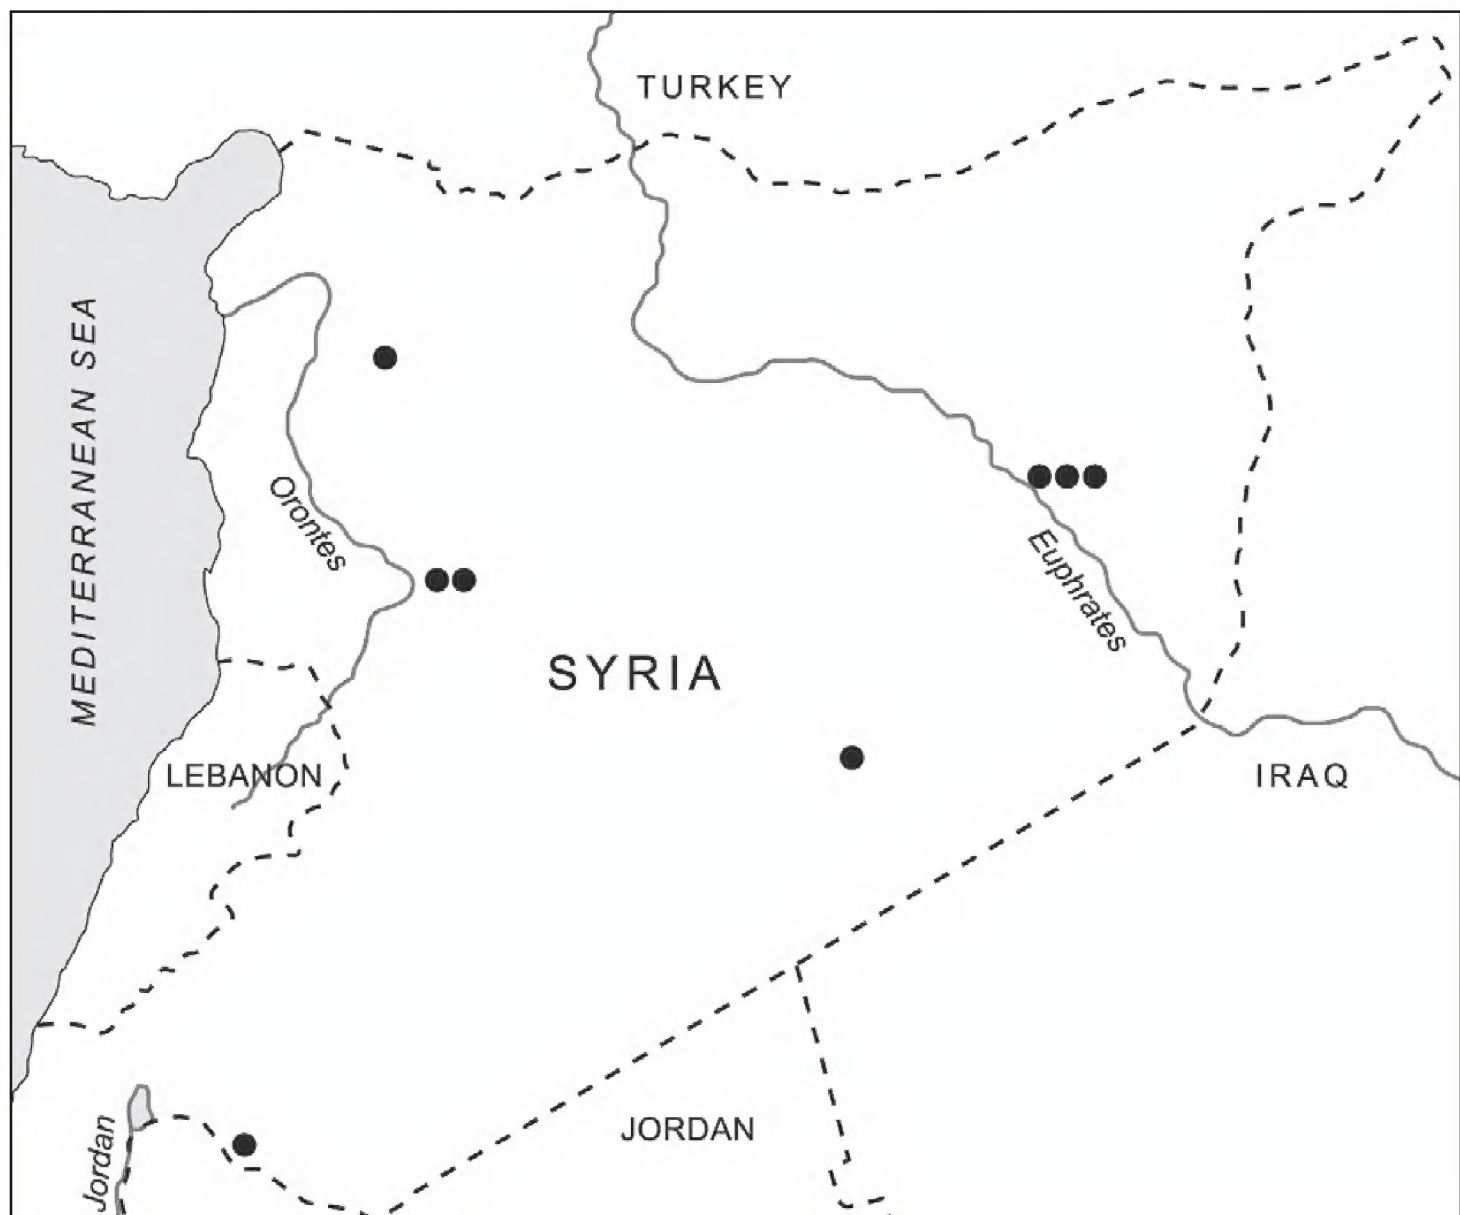 TURKEY
MEDITERRANEAN SEA
Orontes
Euphrates
SYRIA
LEBANON
IRAQ
JORDAN
Jordan